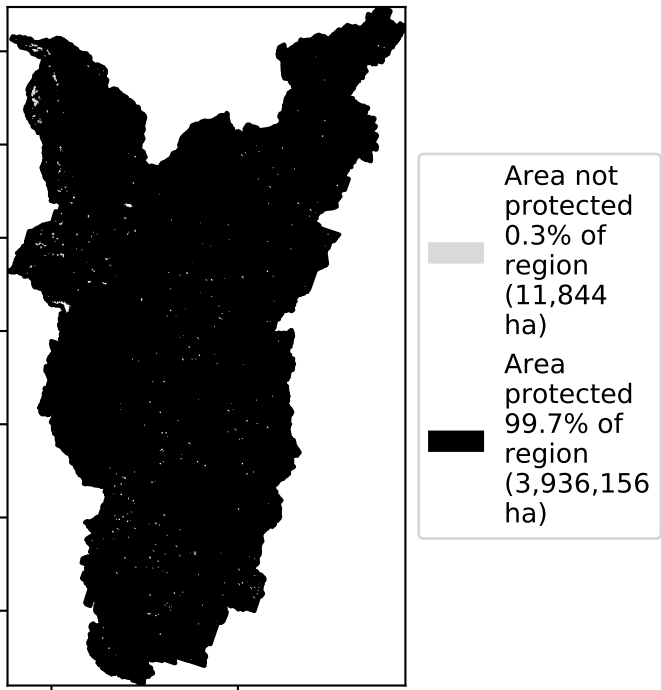 Area not
protected
0.3% of
region
(11,844
ha)
Area
protected
99.7% of
region
(3,936,156
ha)